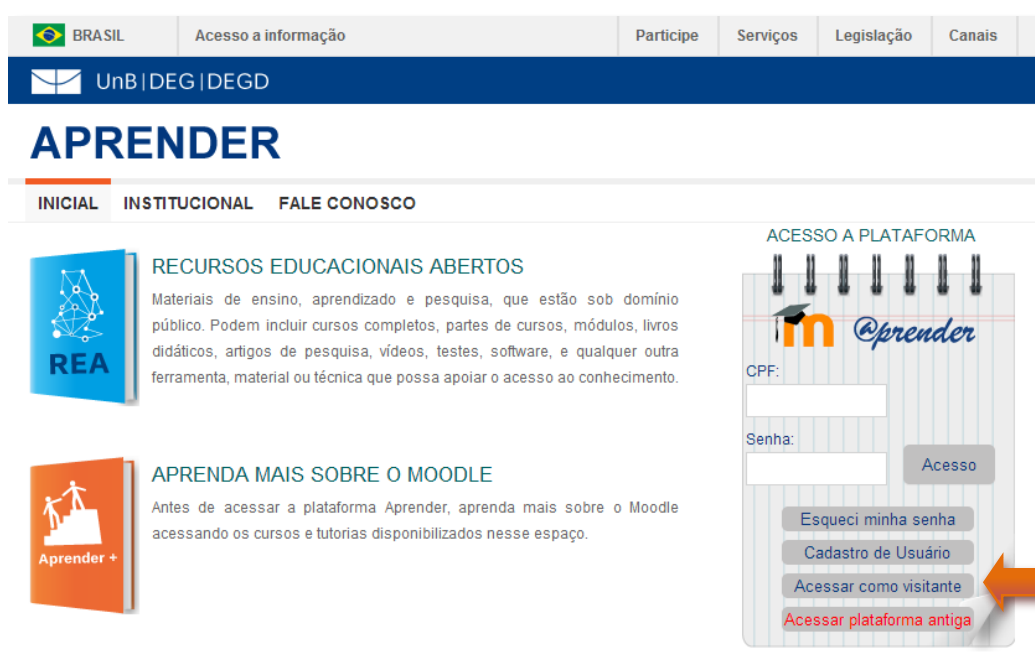 BRASIL Acesso a informação Participe Serviços Legislação Canais
UnB|DEG|DEGD
APRENDER
INICIAL INSTITUCIONAL FALE CONOSCO
REA
RECURSOS EDUCACIONAIS ABERTOS
Materiais de ensino, aprendizado e pesquisa, que estão sob domínio
público. Podem incluir cursos completos, partes de cursos, módulos, livros
didáticos, artigos de pesquisa, vídeos, testes, software, e qualquer outra
ferramenta, material ou técnica que possa apoiar o acesso ao conhecimento.
Aprender +
APRENDA MAIS SOBRE O MOODLE
Antes de acessar a plataforma Aprender, aprenda mais sobre o Moodle
acessando os cursos e tutorias disponibilizados nesse espaço.
ACESSO A PLATAFORMA
m @prender
CPF:
Senha:
Acesso
Esqueci minha senha
Cadastro de Usuário
Acessar como visitante
Acessar plataforma antiga